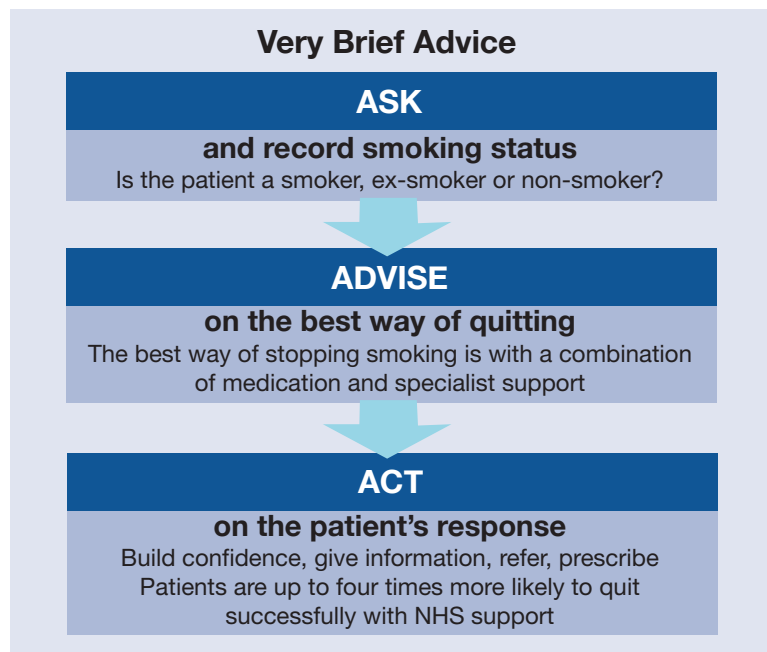 Very Brief Advice
ASK
and record smoking status
Is the patient a smoker, ex-smoker or non-smoker?
ADVISE
on the best way of quitting
The best way of stopping smoking is with a combination
of medication and specialist support
ACT
on the patient’s response
Build confidence, give information, refer, prescribe
Patients are up to four times more likely to quit
successfully with NHS support